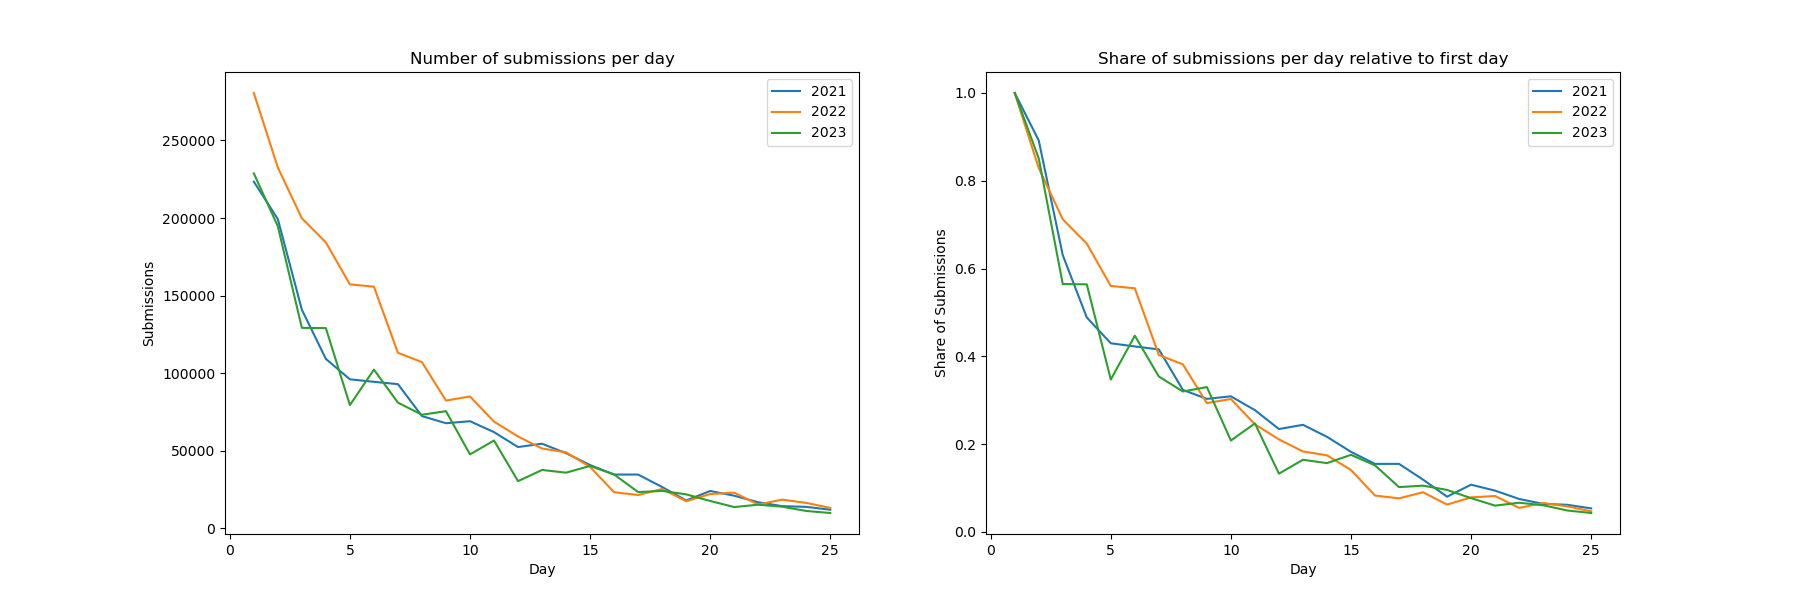 Number of submissions per day
Submissions
250000
200000
150000
100000
50000
0
0 5 10 15 20 25
Day
2021
2022
2023
Share of submissions per day relative to first day
Share of Submissions
1.0
0.8
0.6
0.4
0.2
0.0
0 5 10 15 20 25
Day
2021
2022
2023